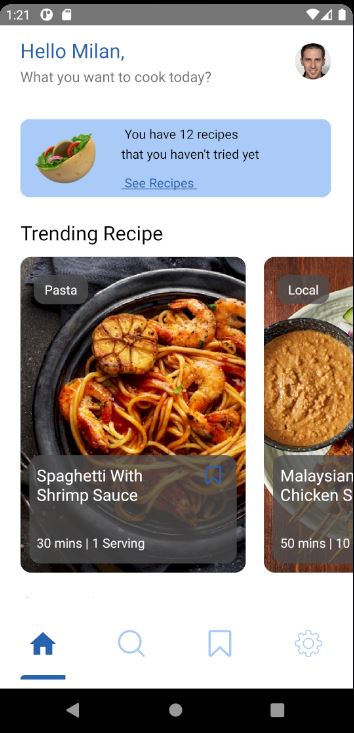 1:21
Hello Milan,
What you want to cook today?
You have 12 recipes
that you haven't tried yet
See Recipes
Trending Recipe
Pasta
Spaghetti With
Shrimp Sauce
30 mins | 1 Serving
Local
Malaysian
Chicken S
50 mins | 10